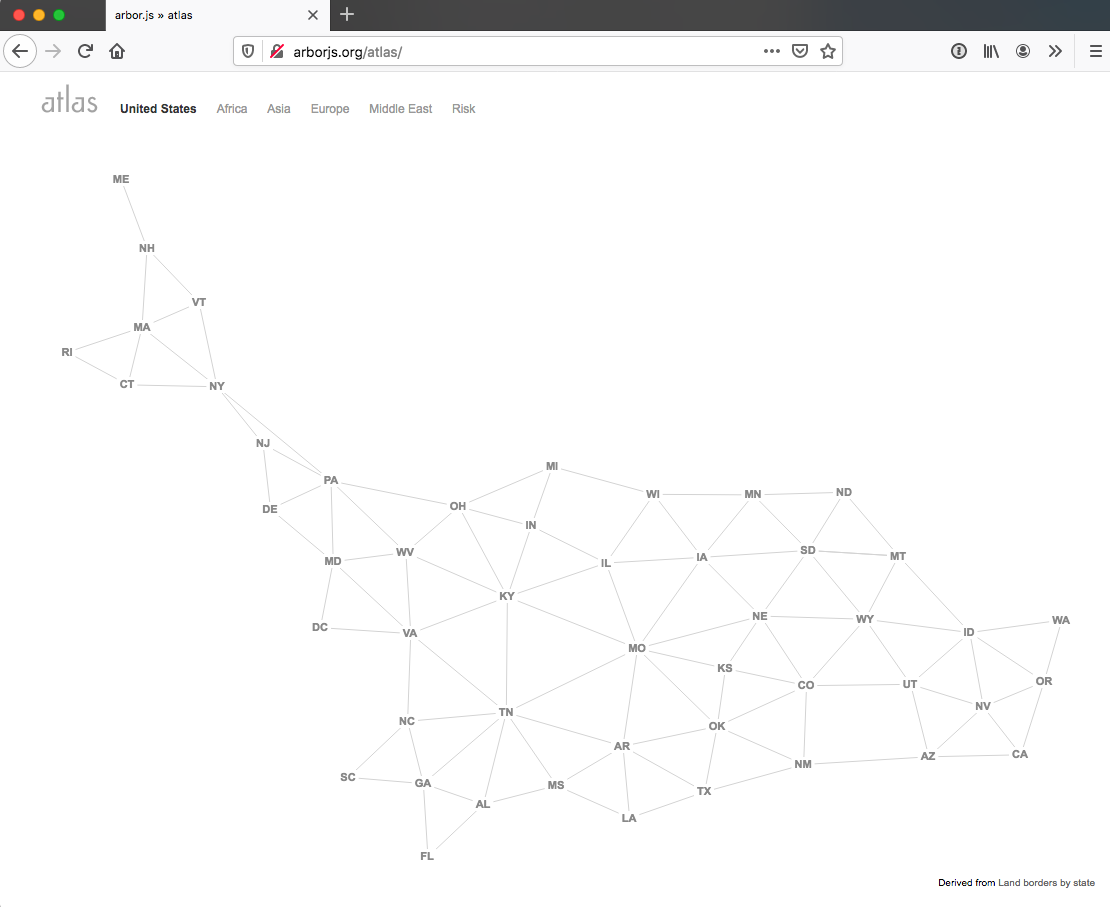 arbor.js » atlas
arborjs.org/atlas/
atlas United States Africa Asia Europe Middle East Risk
ME
NH
VT
MA
RI
CT NY
NJ
MI
PA
WI MN ND
OH
DE
IN
WV SD
MD IL IA MT
KY
NE WY WA
DC VA ID
MO
KS
OR
CO UT
NV
TN
NC
OK
AR
AZ CA
NM
SC
GA MS
TX
AL
LA
FL
Derived from Land borders by state